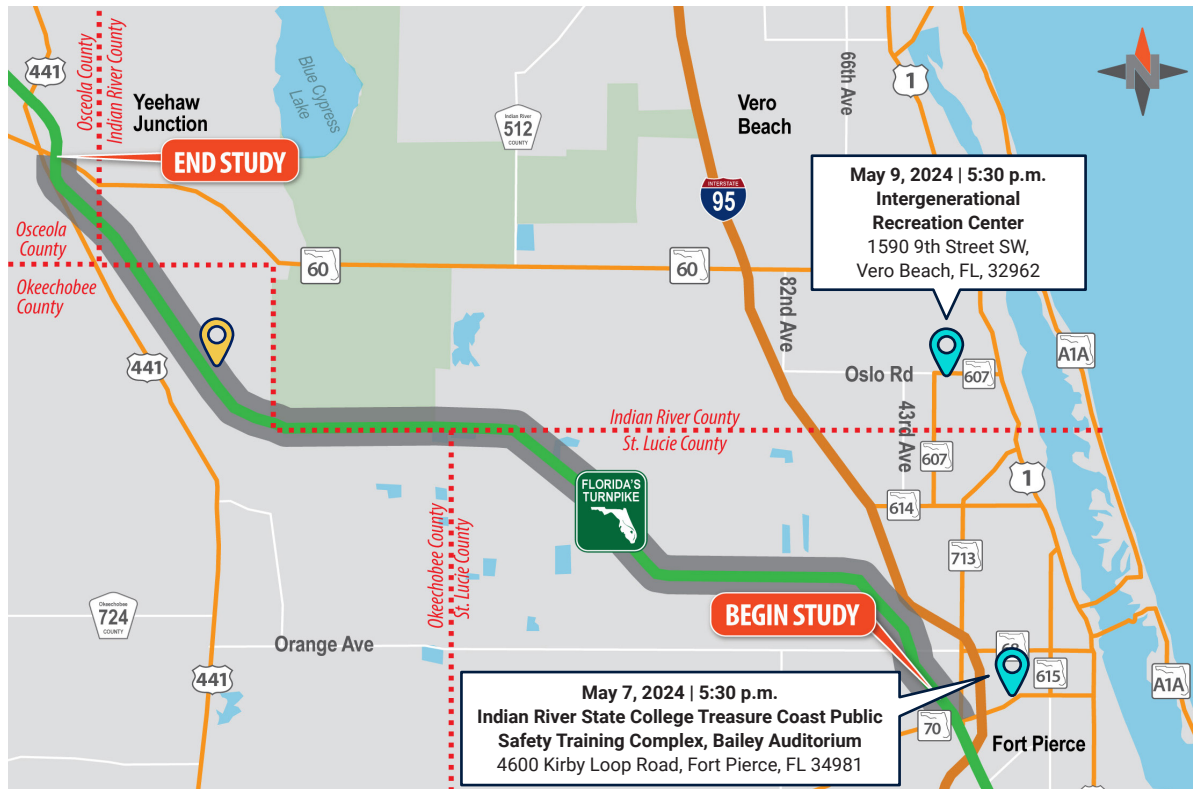 441
Osceola County
Indian River County
Yeehaw
Junction
END STUDY
Blue Cypress
Lake
Indian River
512
COUNTY
Vero
Beach
66th Ave
1
INTERSTATE
95
May 9, 2024 | 5:30 p.m.
Intergenerational
Recreation Center
1590 9th Street SW,
Vero Beach, FL, 32962
Osceola
County
Okeechobee
County
60
60
82nd Ave
441
A1A
Oslo Rd
607
43rd Ave
Indian River County
St. Lucie County
607
1
FLORIDA'S
TURNPIKE
614
713
Okeechobee County
St. Lucie County
Okeechobee
724
COUNTY
BEGIN STUDY
Orange Ave
68
615
441
A1A
May 7, 2024 | 5:30 p.m.
Indian River State College Treasure Coast Public
Safety Training Complex, Bailey Auditorium
4600 Kirby Loop Road, Fort Pierce, FL 34981
70
Fort Pierce
N